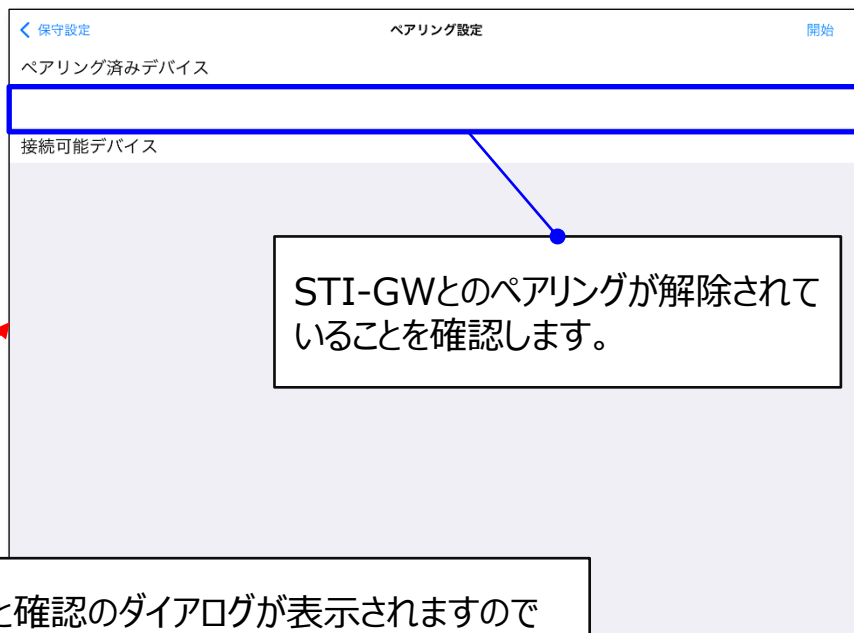 保守設定
ペアリング設定
開始
ペアリング済みデバイス
接続可能デバイス
STI-GWとのペアリングが解除されて
いることを確認します。
と確認のダイアログが表示されますので